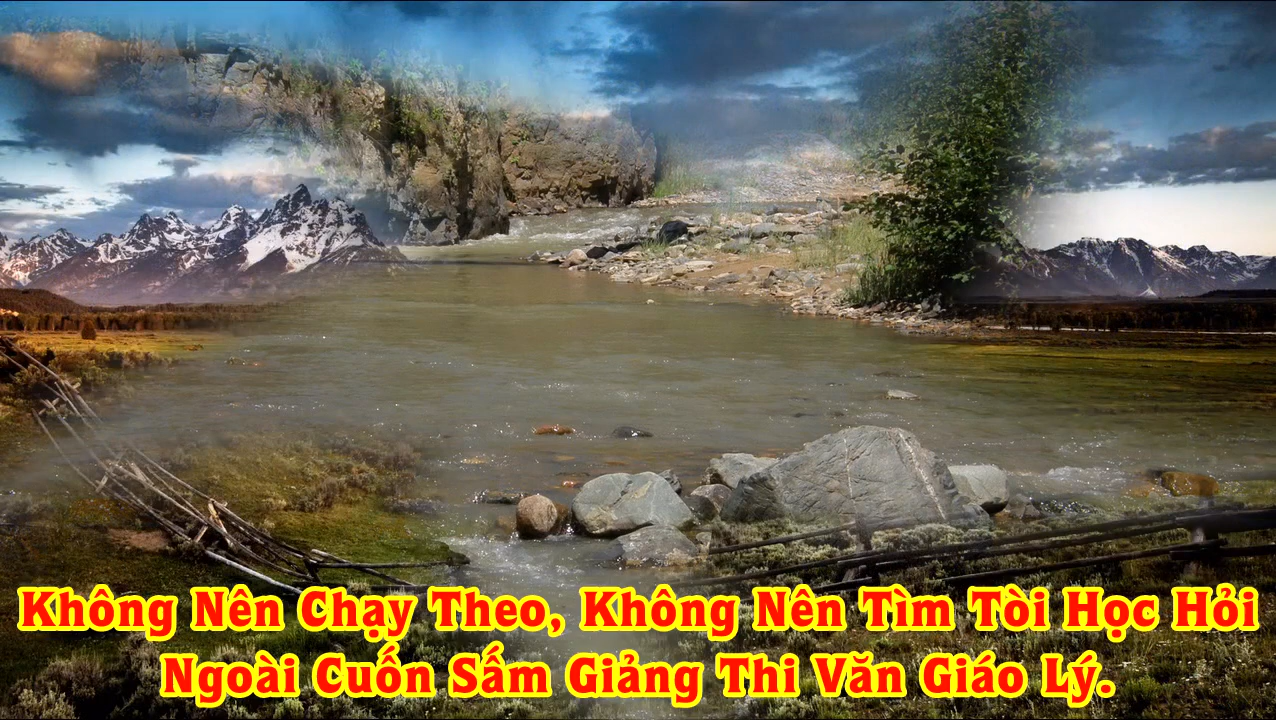 Không Nên Chạy Theo, Không Nên Tìm Tòi Học Hỏi
Ngoài Cuốn Sấm Giảng Thi Văn Giáo Lý.